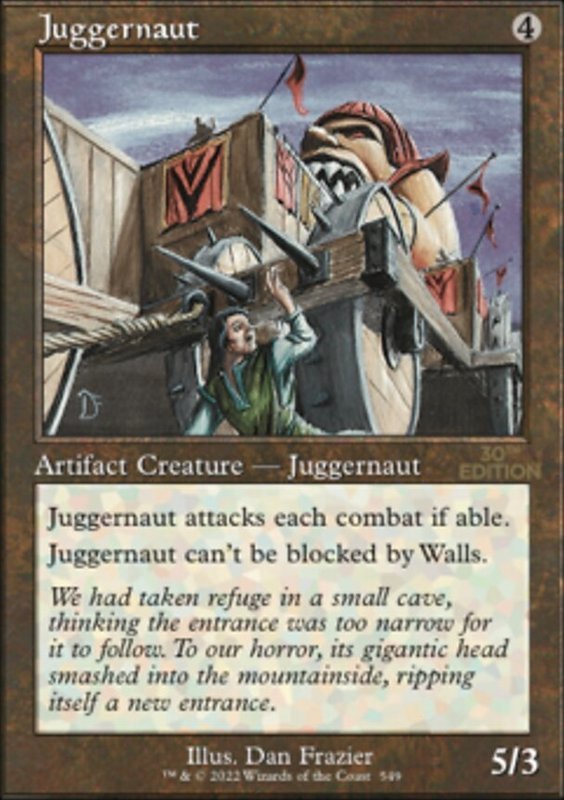 Juggernaut 4
DF
Artifact Creature — Juggernaut
30TH
EDITION
Juggernaut attacks each combat if able.
Juggernaut can't be blocked by Walls.
We had taken refuge in a small cave,
thinking the entrance was too narrow for
it to follow. To our horror, its gigantic head
smashed into the mountainside, ripping
itself a new entrance.
Illus. Dan Frazier
5/3
™ & © 2022 Wizards of the Coast 549